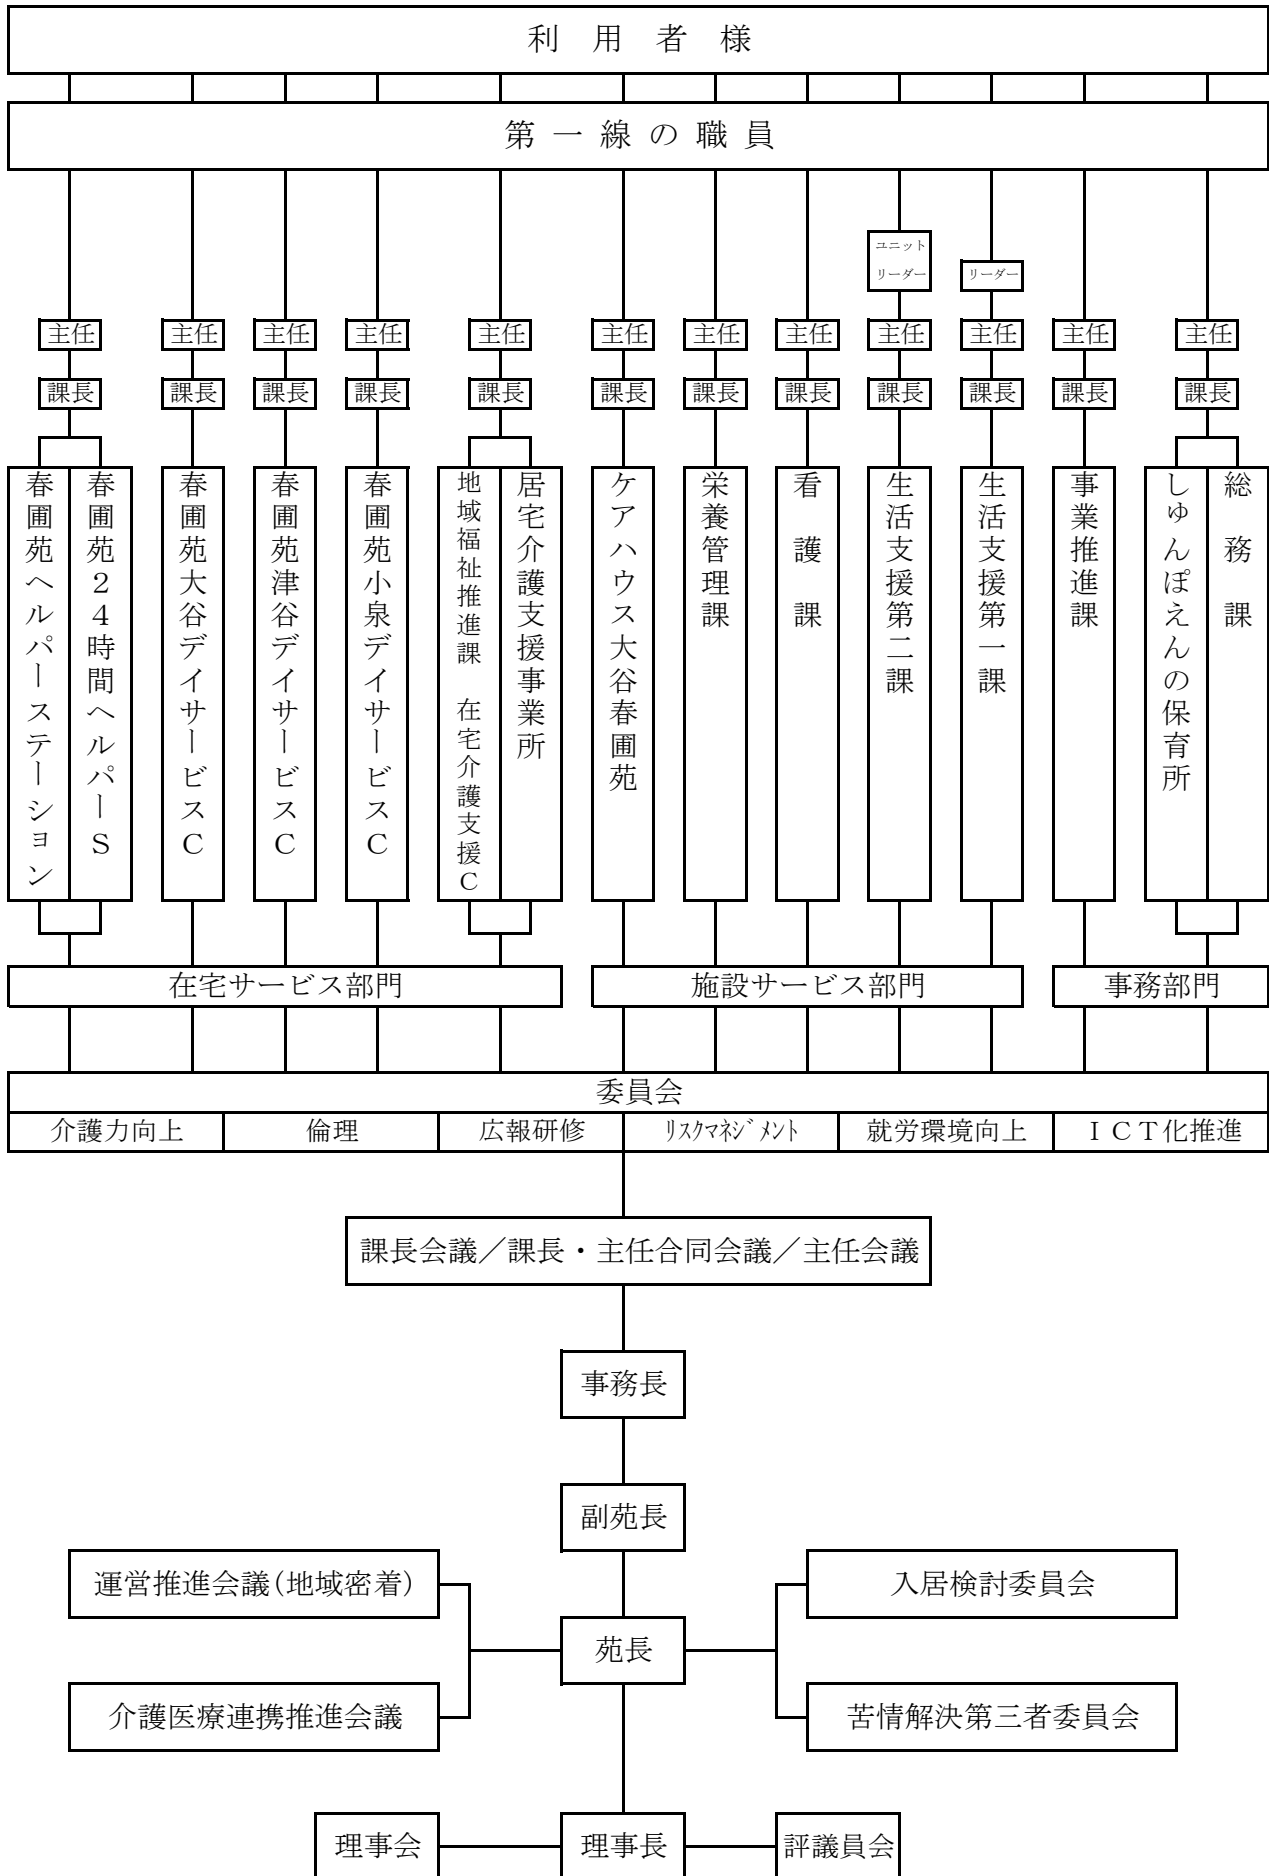 利用者様
第一線の職員
ユニット
リーダー
リーダー
主任 主任 主任 主任 主任 主任 主任 主任 主任 主任 主任 主任
課長 課長 課長 課長 課長 課長 課長 課長 課長 課長 課長 課長
春圃苑ヘルパーステーション
春圃苑24時間ヘルパーS
春圃苑大谷デイサービスC
春圃苑津谷デイサービスC
春圃苑小泉デイサービスC
地域福祉推進課 在宅介護支援C
居宅介護支援事業所
ケアハウス大谷春圃苑
栄養管理課
看護課
生活支援第二課
生活支援第一課
事業推進課
しゅんぽえんの保育所
総務課
在宅サービス部門 施設サービス部門 事務部門
委員会
介護力向上 倫理 広報研修 リスクマネジメント 就労環境向上 ICT化推進
課長会議/課長・主任合同会議/主任会議
事務長
副苑長
運営推進会議(地域密着) 入居検討委員会
苑長
介護医療連携推進会議 苦情解決第三者委員会
理事会 理事長 評議員会